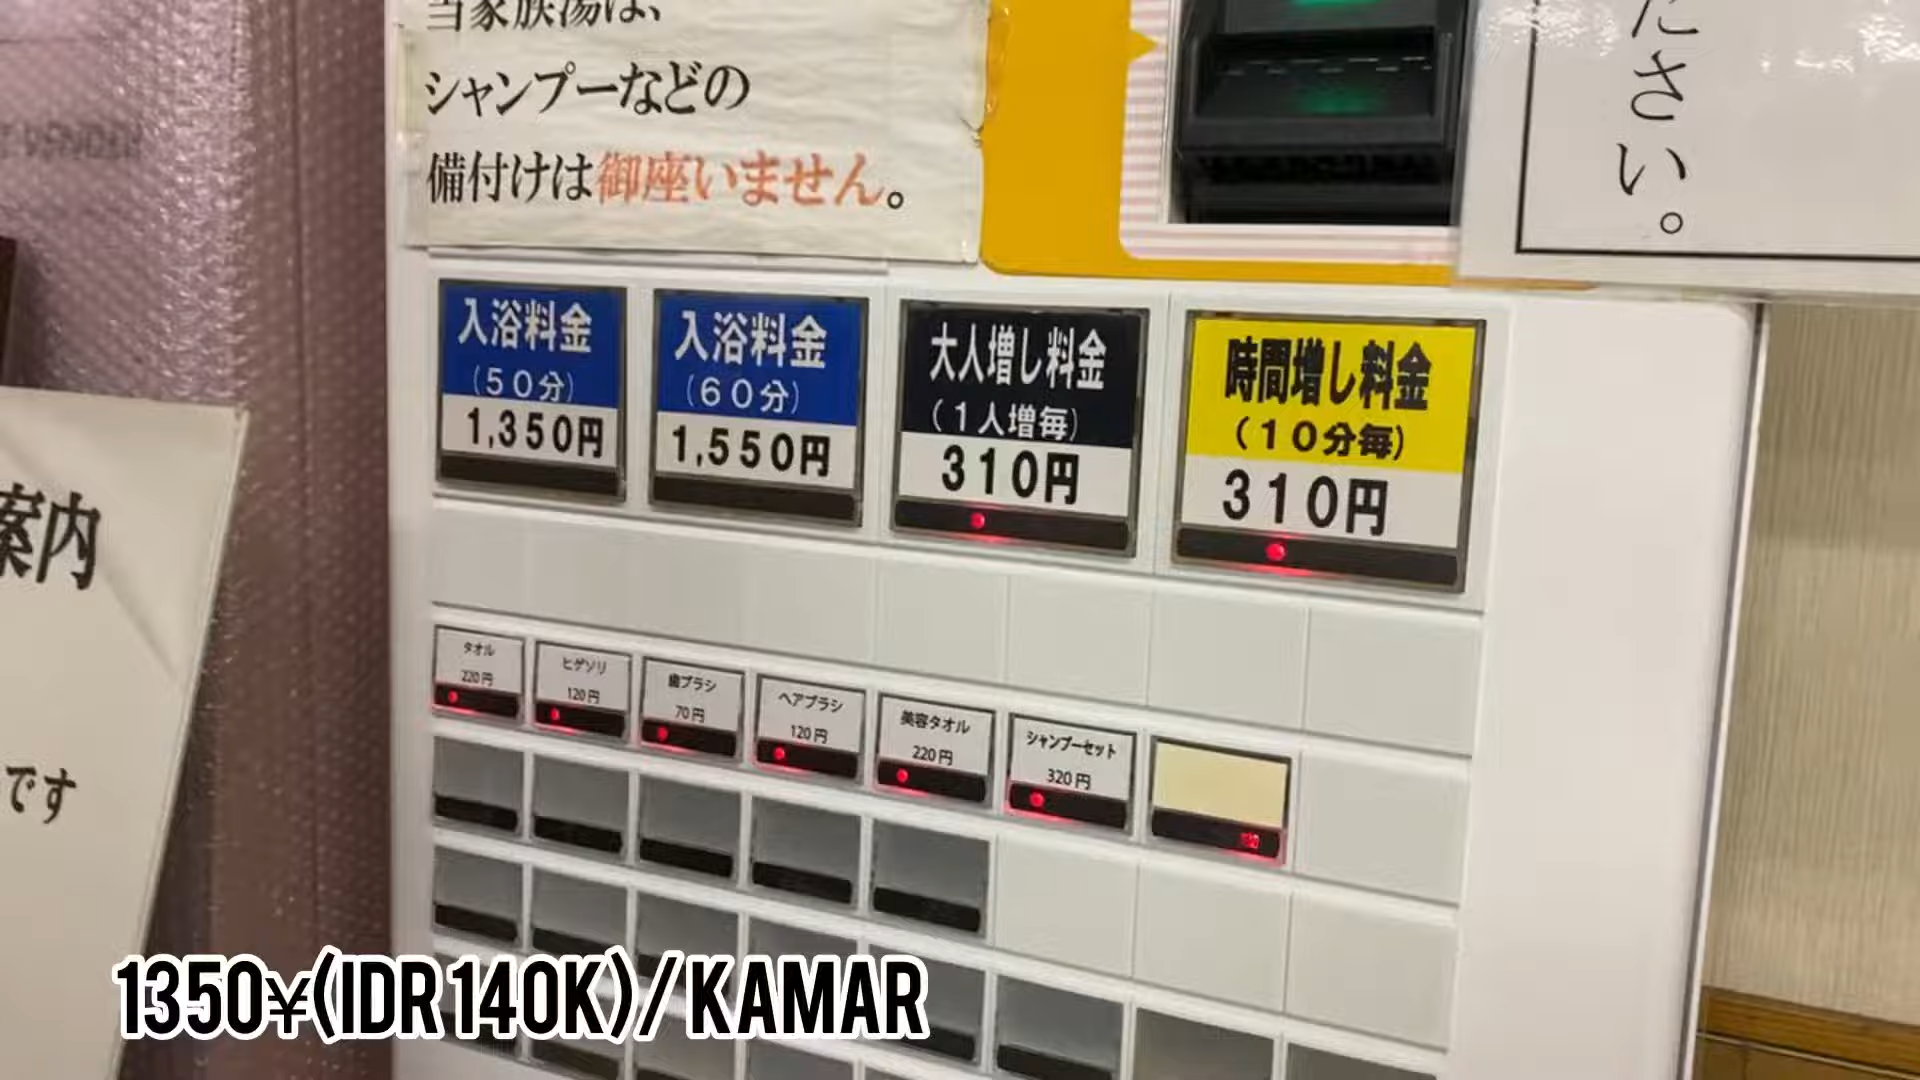 当家族湯は、
シャンプーなどの
備付けは御座いません。
ださい。
入浴料金
(50分)
1,350円
入浴料金
(60分)
1,550円
大人増し料金
(1人増毎)
310円
時間増し料金
(10分毎)
310円
案内
です
タオル
220円
ヒゲソリ
120円
歯ブラシ
70円
ヘアブラシ
120円
美容タオル
220円
シャンプーセット
320円
1350¥(IDR 140K)/KAMAR